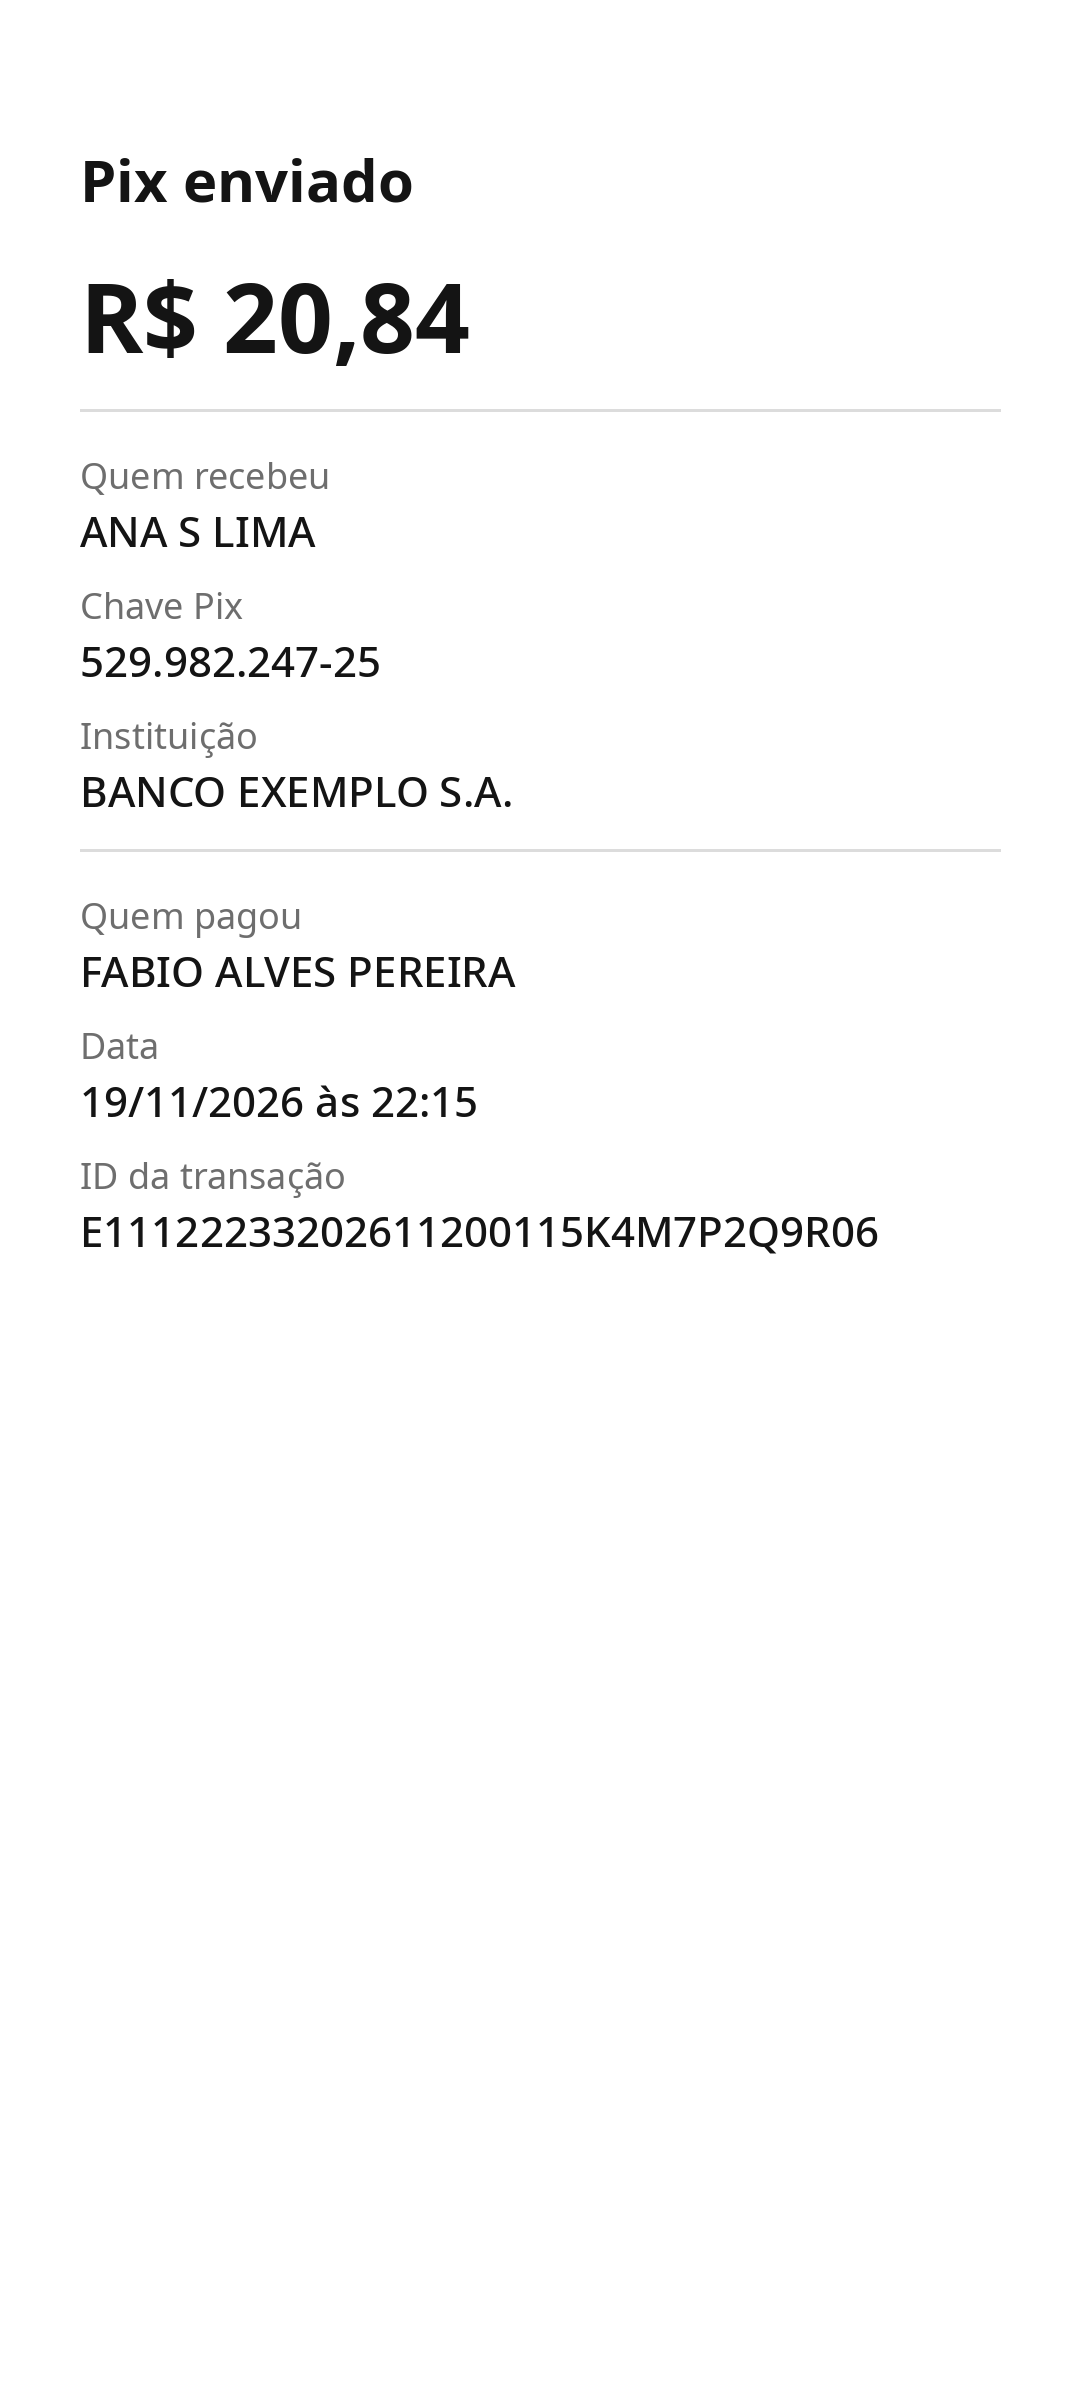 Pix enviado
R$ 20,84
Quem recebeu
ANA S LIMA
Chave Pix
529.982.247-25
Instituição
BANCO EXEMPLO S.A.
Quem pagou
FABIO ALVES PEREIRA
Data
19/11/2026 às 22:15
ID da transação
E11122233202611200115K4M7P2Q9R06